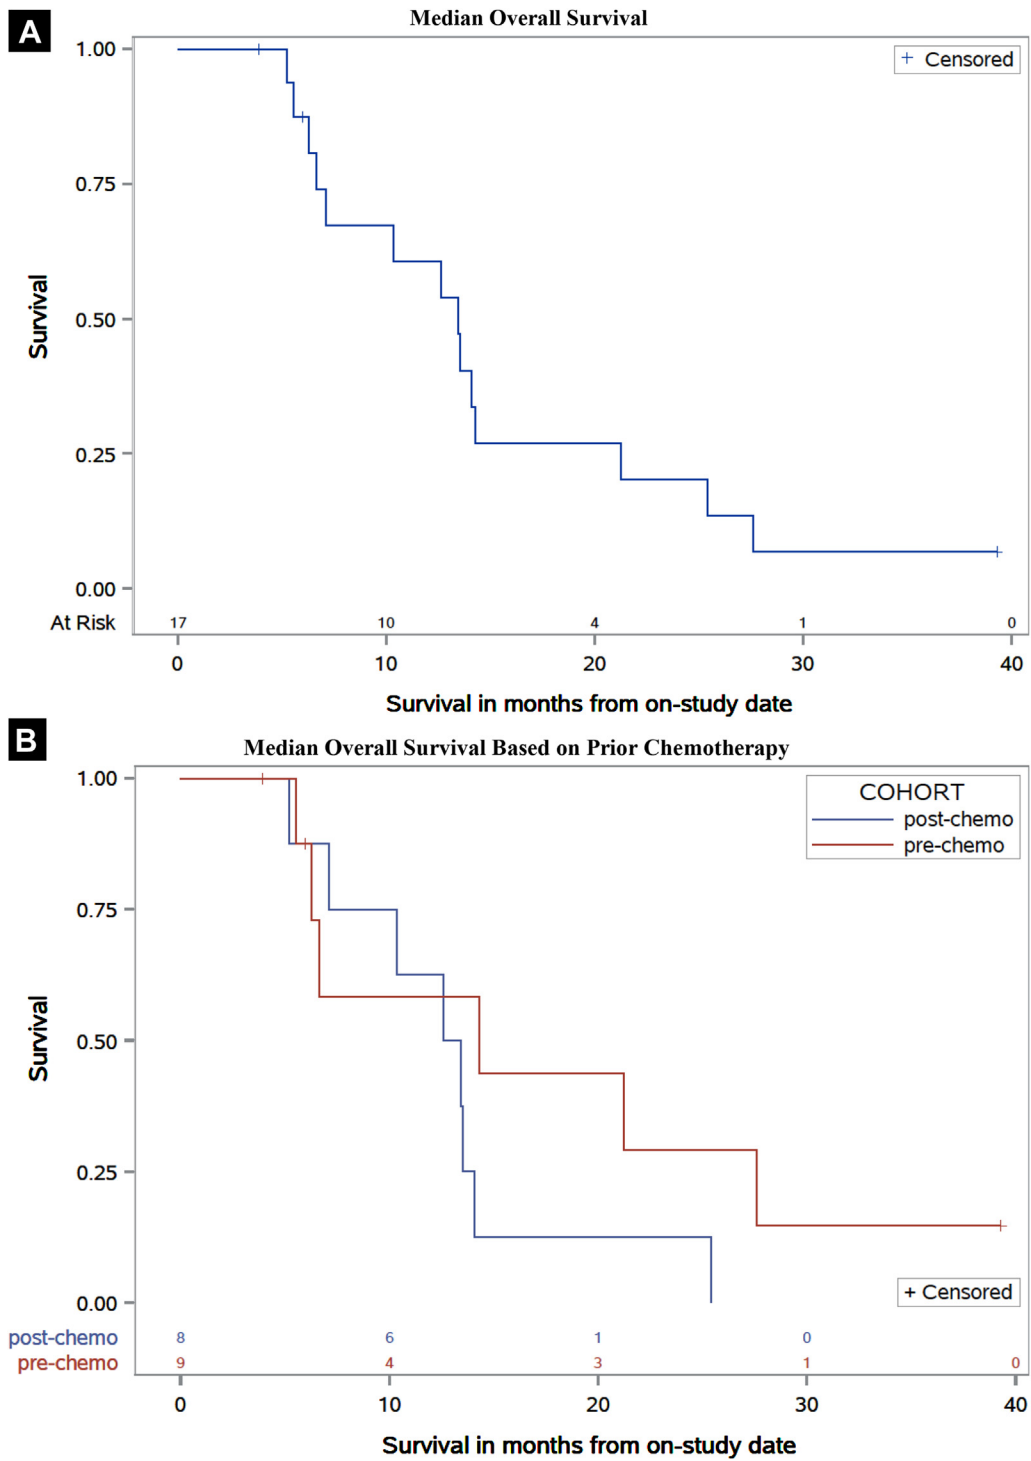 A
Median Overall Survival
+ Censored
Survival
1.00
0.75
0.50
0.25
0.00
At Risk 17 10 4 1 0
0 10 20 30 40
Survival in months from on-study date
B
Median Overall Survival Based on Prior Chemotherapy
COHORT
post-chemo
pre-chemo
Survival
1.00
0.75
0.50
0.25
0.00
+ Censored
post-chemo 8 6 1 0
pre-chemo 9 4 3 1 0
0 10 20 30 40
Survival in months from on-study date